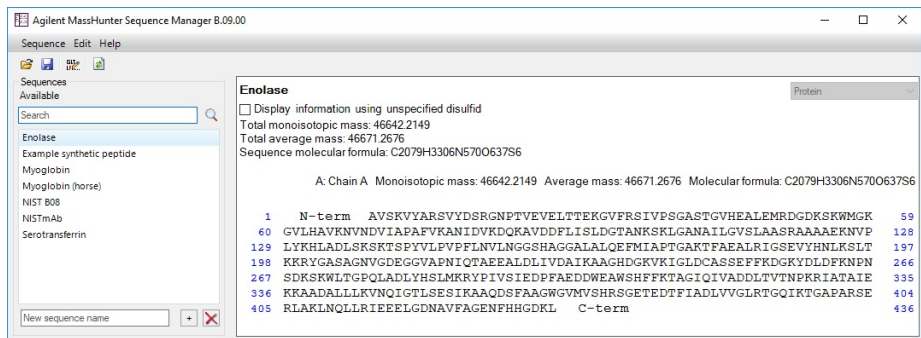 Agilent MassHunter Sequence Manager B.09.00
Sequence Edit Help
Sequences
Available
Search
Enolase
Example synthetic peptide
Myoglobin
Myoglobin (horse)
NIST B08
NISTmAb
Serotransferrin
New sequence name +
Enolase
Protein
Display information using unspecified disulfid
Total monoisotopic mass: 46642.2149
Total average mass: 46671.2676
Sequence molecular formula: C2079H3306N570O637S6
A: Chain A Monoisotopic mass: 46642.2149 Average mass: 46671.2676 Molecular formula: C2079H3306N570O637S6
1 N-term AVSKVYARSVYDSRGNPTVEVELTTEKGVFRSIVPSGASTGVHEALEMRDGDKSKWMGK 59
60 GVLHAVKNVNDVIAPAFVKANIDVKDQKAVDDFLISLDGTANKSKLGANAILGVSLAASRAAAAEKNVP 128
129 LYKHLADLSKSKTSPYVLPVPFLNVLNGGSHAGGALALQEFMIAPTGAKTFAEALRIGSEVYHNLKSLT 197
198 KKRYGASAGNVGDEGGVAPNIQTAEEALDLIVDAIKAAGHDGKVKIGLDCASSEFFKDGKYDLDFKNPN 266
267 SDKSKWLTGPQLADLYHSLMKRYPIVSIEDPFAEDDWEAWSHFFKTAGIQIVADDLTVTNPKRIATAIE 335
336 KKAADALLLKVNQIGTLSESIKAAQDSFAAGWGVMVSHRSGETEDTFIADLVVGLRTGQIKTGAPARSE 404
405 RLAKLNQLLRIEEELGDNAVFAGENFHHGDKL C-term 436